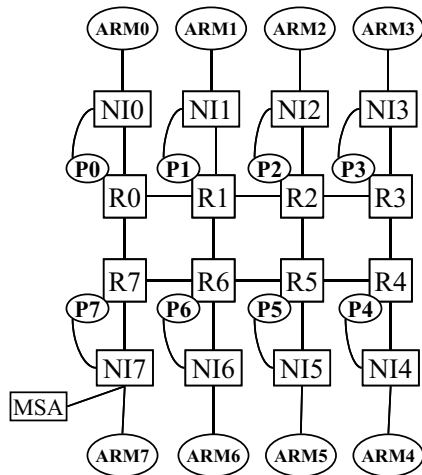 ARM0 ARM1 ARM2 ARM3
NI0 NI1 NI2 NI3
P0 P1 P2 P3
R0 R1 R2 R3
R7 R6 R5 R4
P7 P6 P5 P4
NI7 NI6 NI5 NI4
MSA
ARM7 ARM6 ARM5 ARM4